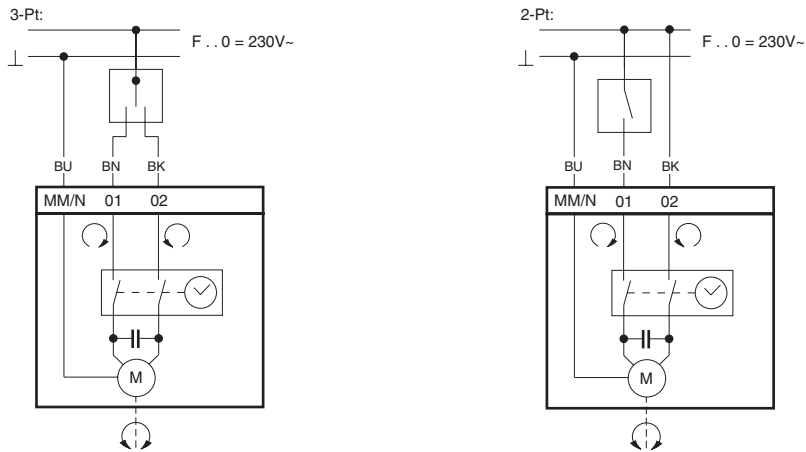 3-Pt:
F . . 0 = 230V~
⊥
BU BN BK
MM/N 01 02
M
2-Pt:
F . . 0 = 230V~
⊥
BU BN BK
MM/N 01 02
M